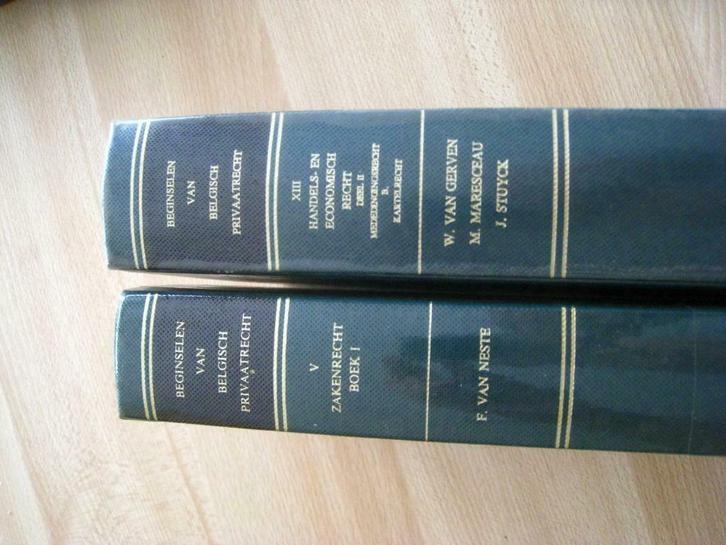 BEGINSELEN
VAN
BELGISCH
PRIVAATRECHT
XIII
HANDELS- EN
ECONOMISCH
RECHT
DEEL II
MEDEDINGINGSRECHT
B.
KARTELRECHT
W. VAN GERVEN
M. MARESCEAU
J. STUYCK
BEGINSELEN
VAN
BELGISCH
PRIVAATRECHT
V
ZAKENRECHT
BOEK I
F. VAN NESTE